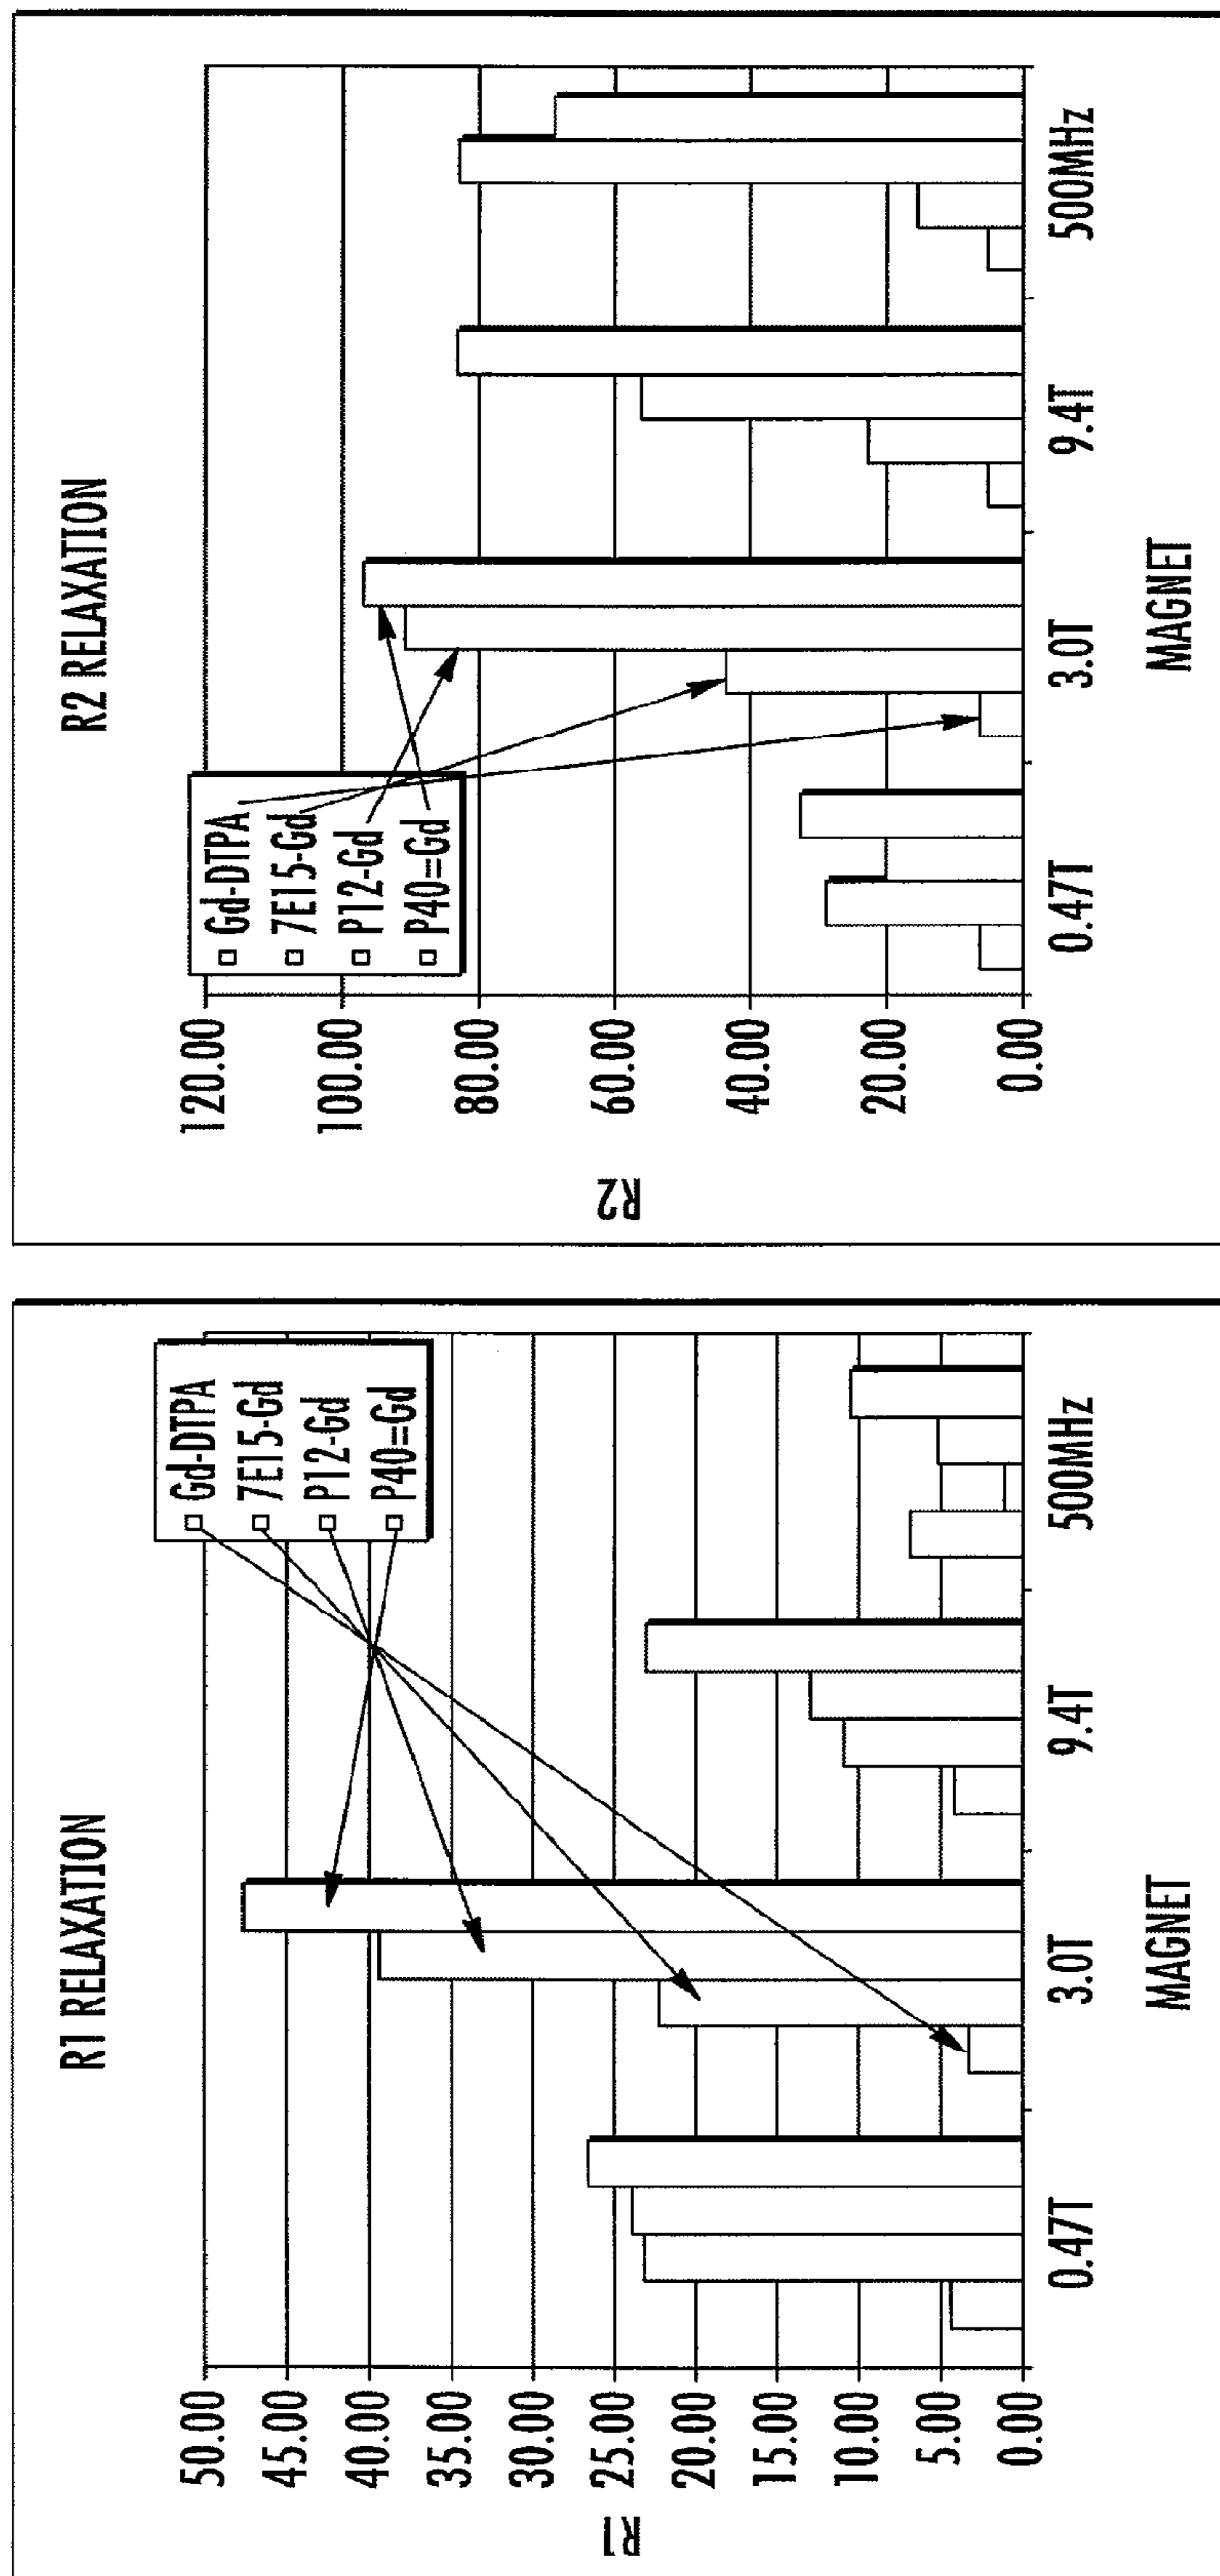 R1 RELAXATION
50.00
45.00
40.00
35.00
30.00
25.00
20.00
15.00
10.00
5.00
0.00
R1
Gd-DTPA
7E15-Gd
P12-Gd
P40=Gd
0.47T
3.0T
9.4T
500MHz
MAGNET
R2 RELAXATION
120.00
100.00
80.00
60.00
40.00
20.00
0.00
R2
Gd-DTPA
7E15-Gd
P12-Gd
P40=Gd
0.47T
3.0T
9.4T
500MHz
MAGNET